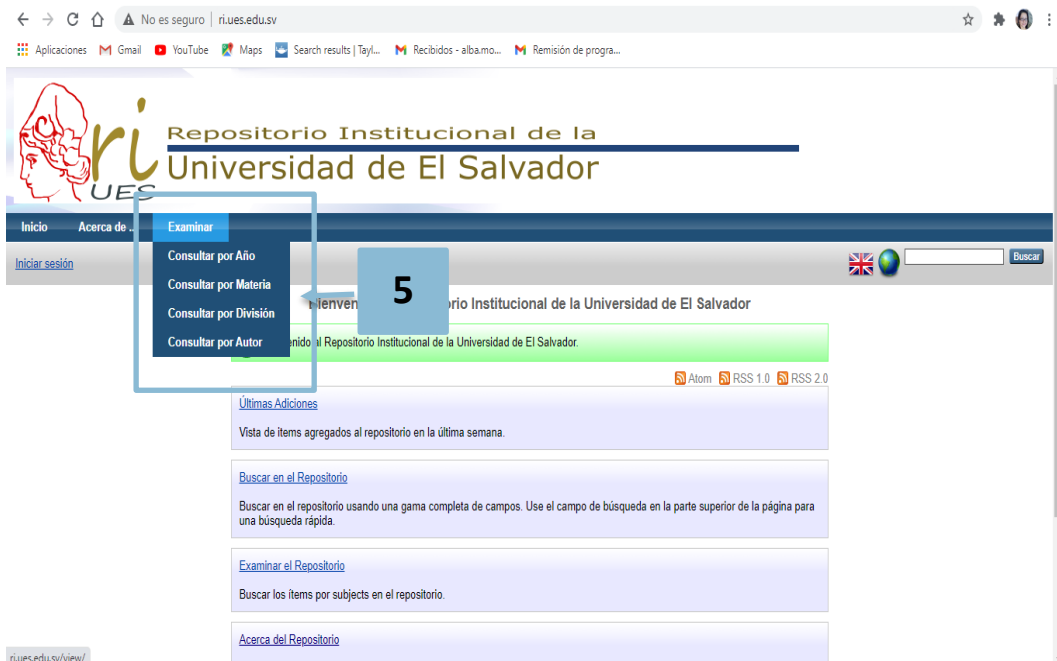 No es seguro | ri.ues.edu.sv
Aplicaciones Gmail YouTube Maps Search results | Tayl... Recibidos - alba.mo... Remisión de progra...
ri
UES
Repositorio Institucional de la
Universidad de El Salvador
Inicio Acerca de .. Examinar
Iniciar sesión
Buscar
Consultar por Año
Consultar por Materia
Consultar por División
Consultar por Autor
5
Bienven orio Institucional de la Universidad de El Salvador
enido al Repositorio Institucional de la Universidad de El Salvador.
Atom RSS 1.0 RSS 2.0
Últimas Adiciones
Vista de items agregados al repositorio en la última semana.
Buscar en el Repositorio
Buscar en el repositorio usando una gama completa de campos. Use el campo de búsqueda en la parte superior de la página para
una búsqueda rápida.
Examinar el Repositorio
Buscar los ítems por subjects en el repositorio.
Acerca del Repositorio
ri.ues.edu.sv/view/